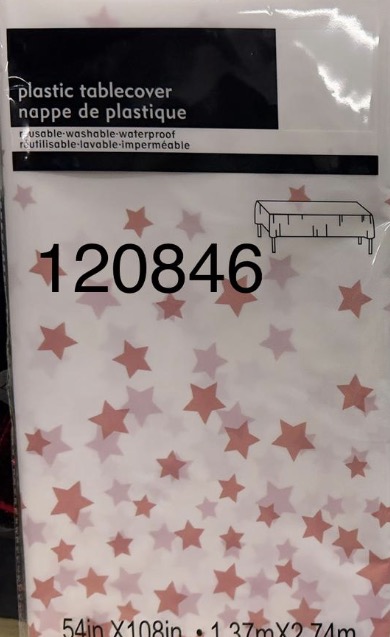 plastic tablecover
nappe de plastique
reusable-washable-waterproof
réutilisable-lavable-imperméable
120846
54in X108in • 1.37mX2.74m